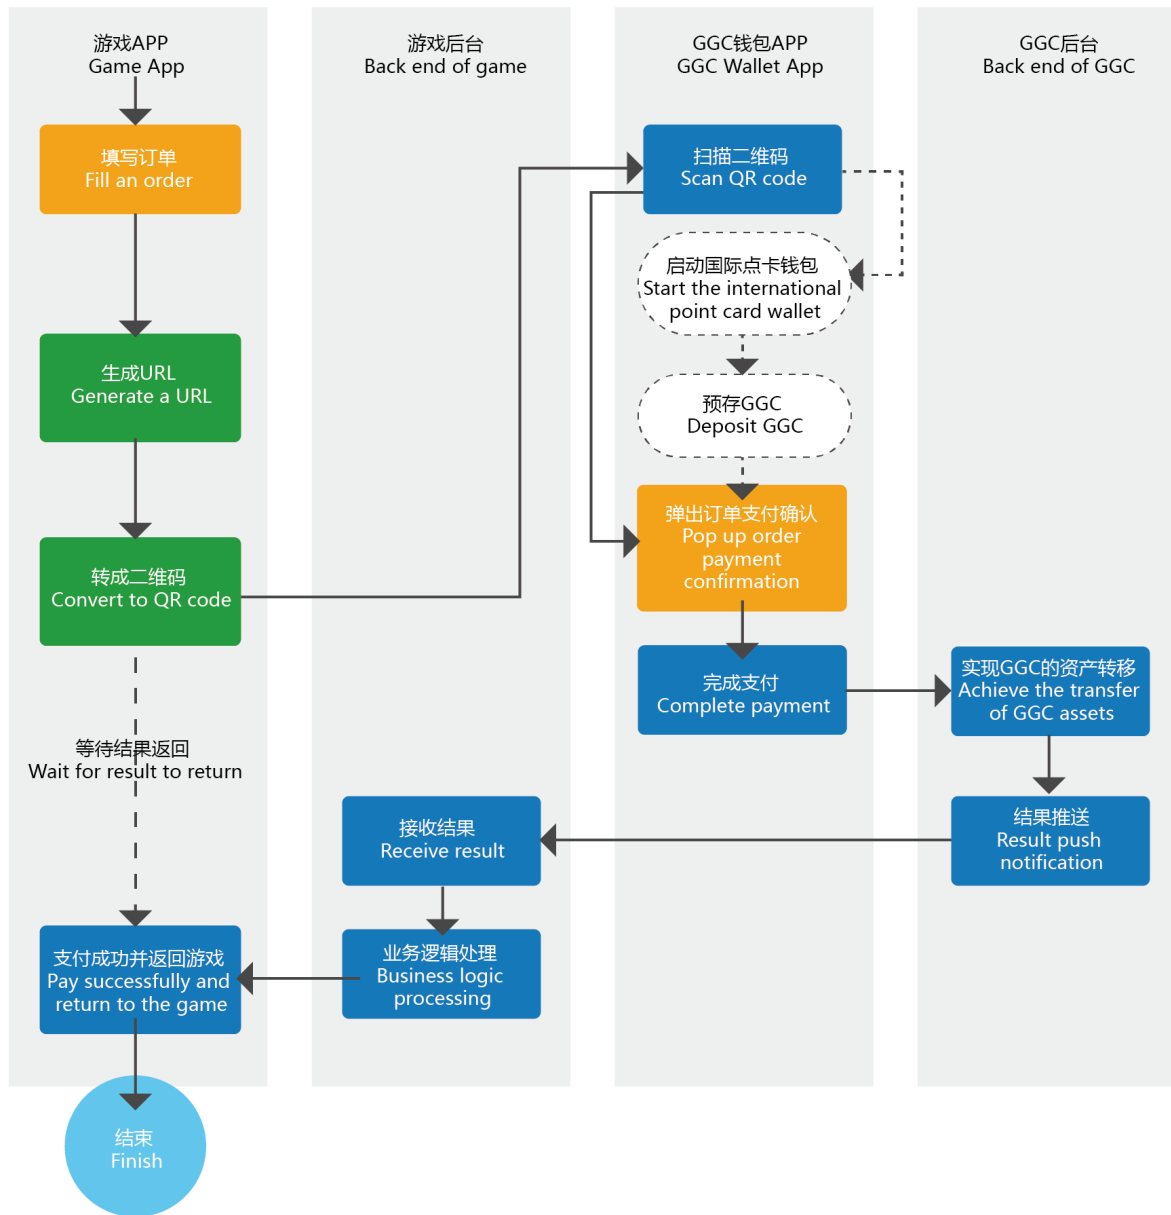 游戏APP
Game App
游戏后台
Back end of game
GGC钱包APP
GGC Wallet App
GGC后台
Back end of GGC
填写订单
Fill an order
生成URL
Generate a URL
转成二维码
Convert to QR code
等待结果返回
Wait for result to return
支付成功并返回游戏
Pay successfully and
return to the game
结束
Finish
接收结果
Receive result
业务逻辑处理
Business logic
processing
扫描二维码
Scan QR code
启动国际点卡钱包
Start the international
point card wallet
预存GGC
Deposit GGC
弹出订单支付确认
Pop up order
payment
confirmation
完成支付
Complete payment
实现GGC的资产转移
Achieve the transfer
of GGC assets
结果推送
Result push
notification